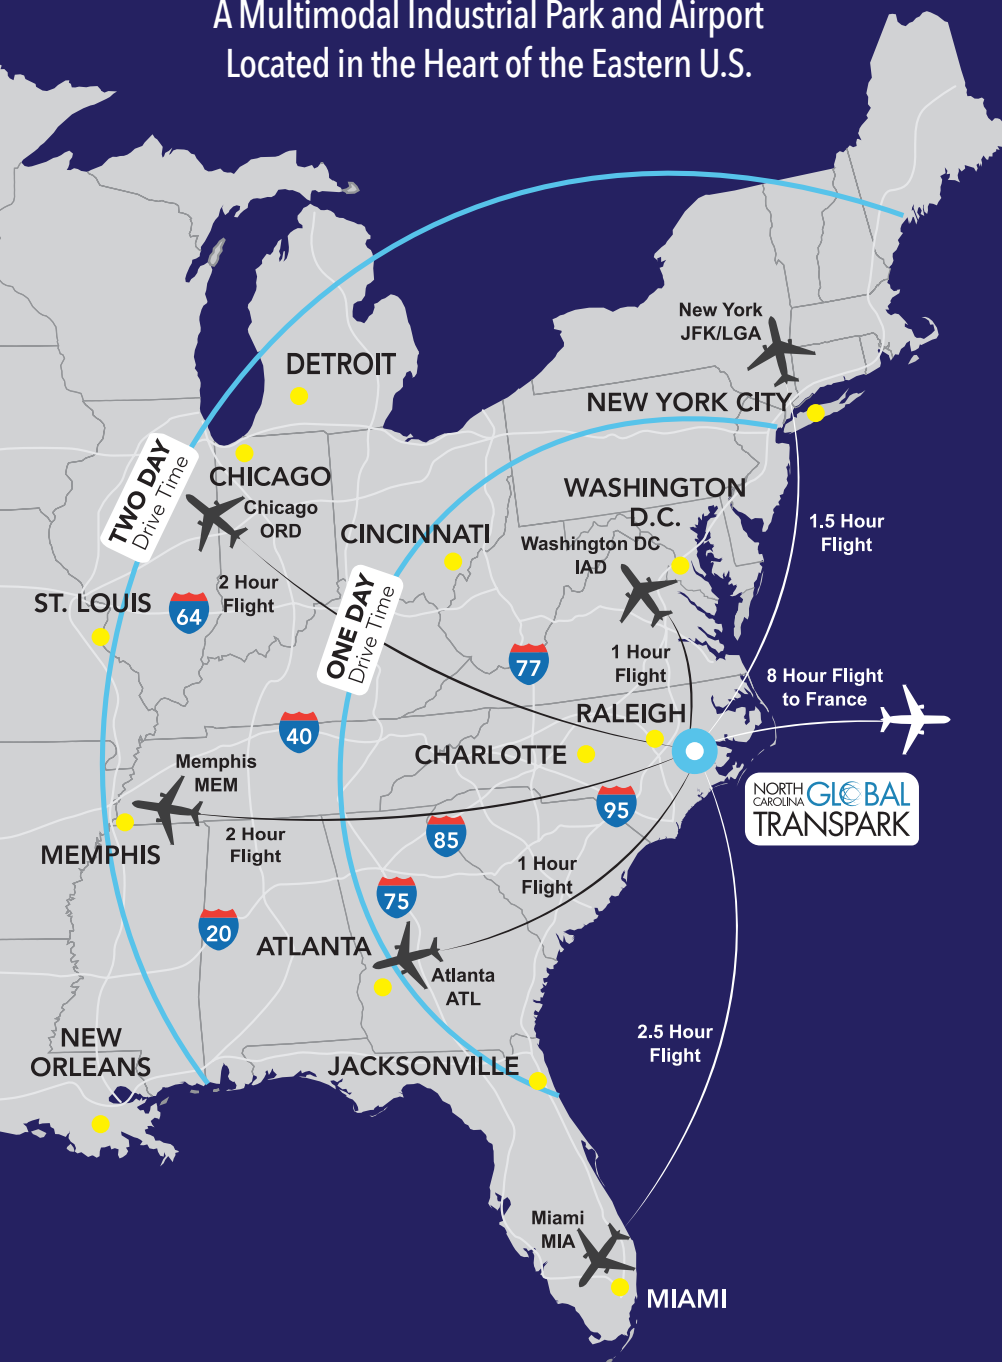 A Multimodal Industrial Park and Airport
Located in the Heart of the Eastern U.S.
New York
JFK/LGA
DETROIT
NEW YORK CITY
TWO DAY
Drive Time
CHICAGO
Chicago
ORD
WASHINGTON
D.C.
Washington DC
IAD
1.5 Hour
Flight
CINCINNATI
2 Hour
Flight
ST. LOUIS
64
ONE DAY
Drive Time
77
1 Hour
Flight
8 Hour Flight
to France
RALEIGH
40
CHARLOTTE
Memphis
MEM
NORTH
CAROLINA
GLOBAL
TRANSPARK
95
2 Hour
Flight
85
MEMPHIS
1 Hour
Flight
75
20
ATLANTA
Atlanta
ATL
NEW
ORLEANS
2.5 Hour
Flight
JACKSONVILLE
Miami
MIA
MIAMI